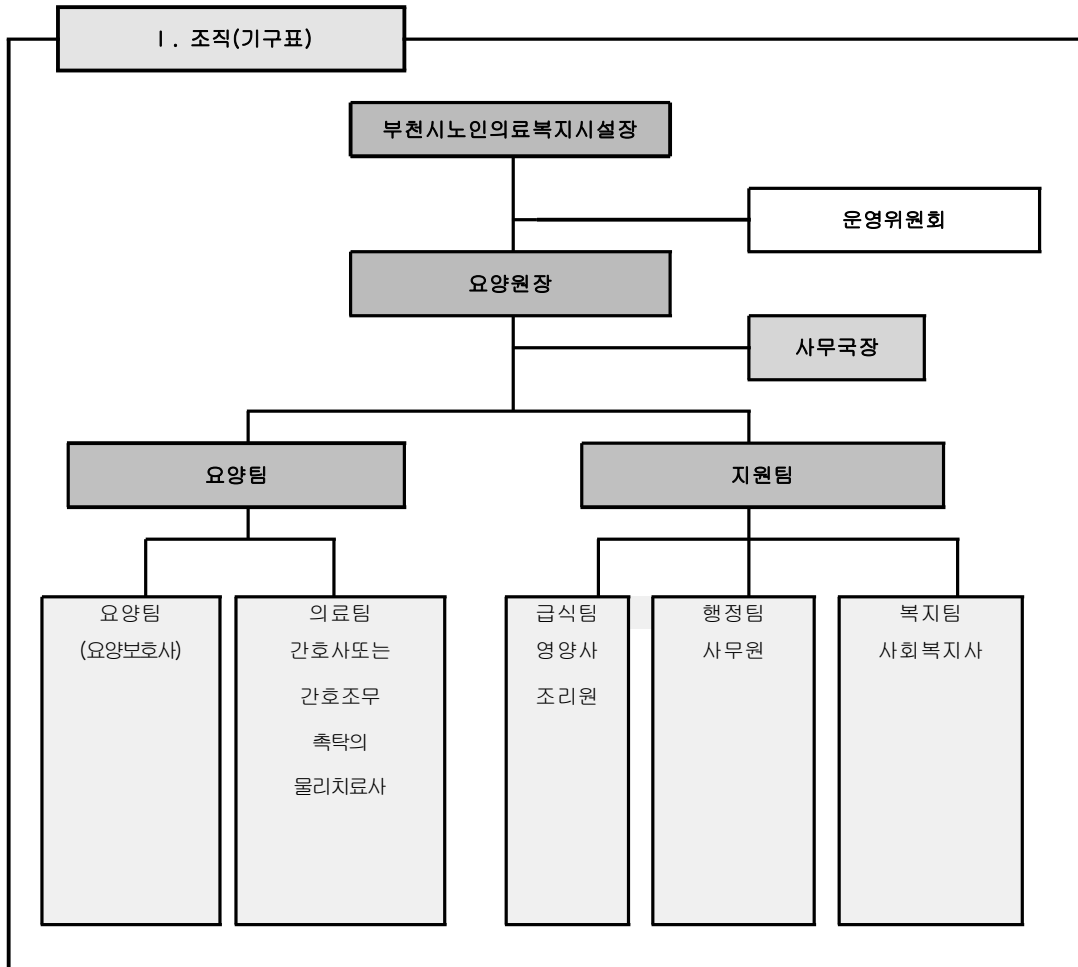 Ⅰ. 조직(기구표)
부천시노인의료복지시설장
운영위원회
요양원장
사무국장
요양팀
지원팀
요양팀
(요양보호사)
의료팀
간호사또는
간호조무
촉탁의
물리치료사
급식팀
영양사
조리원
행정팀
사무원
복지팀
사회복지사